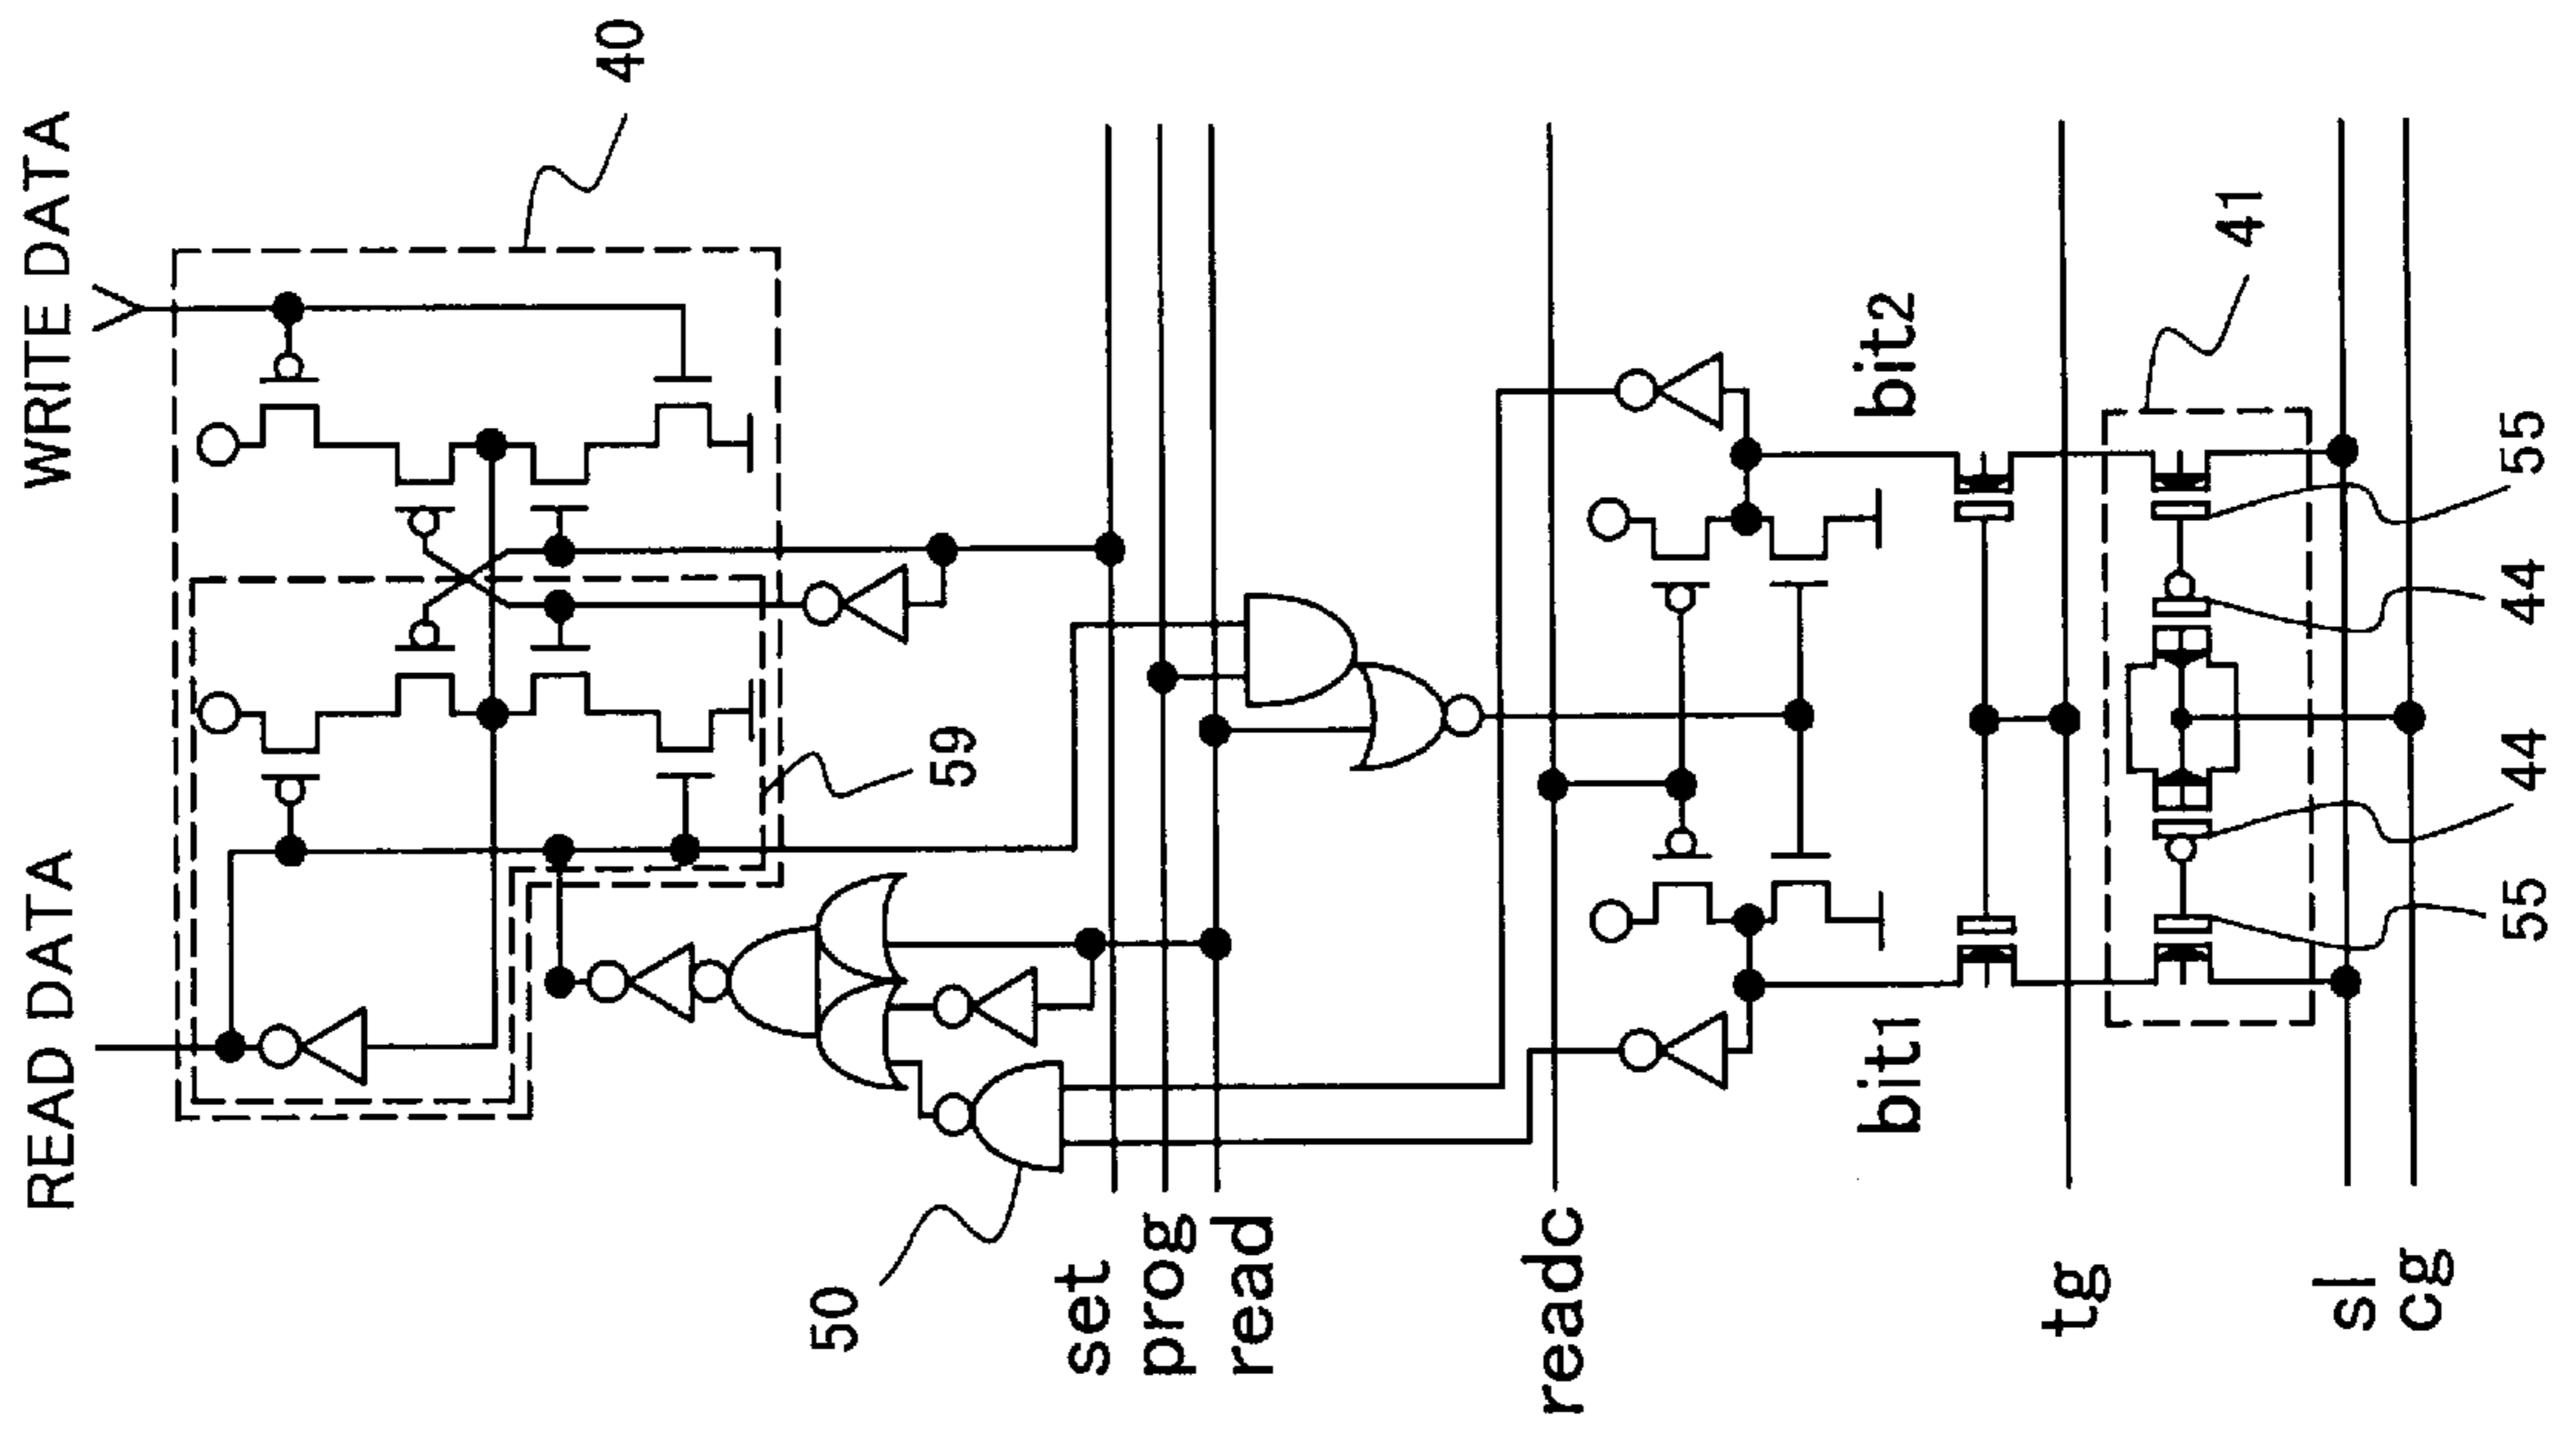 READ DATA
WRITE DATA
40
59
50
set
prog
read
readc
bit1
bit2
tg
41
sl
cg
55
44
44
55